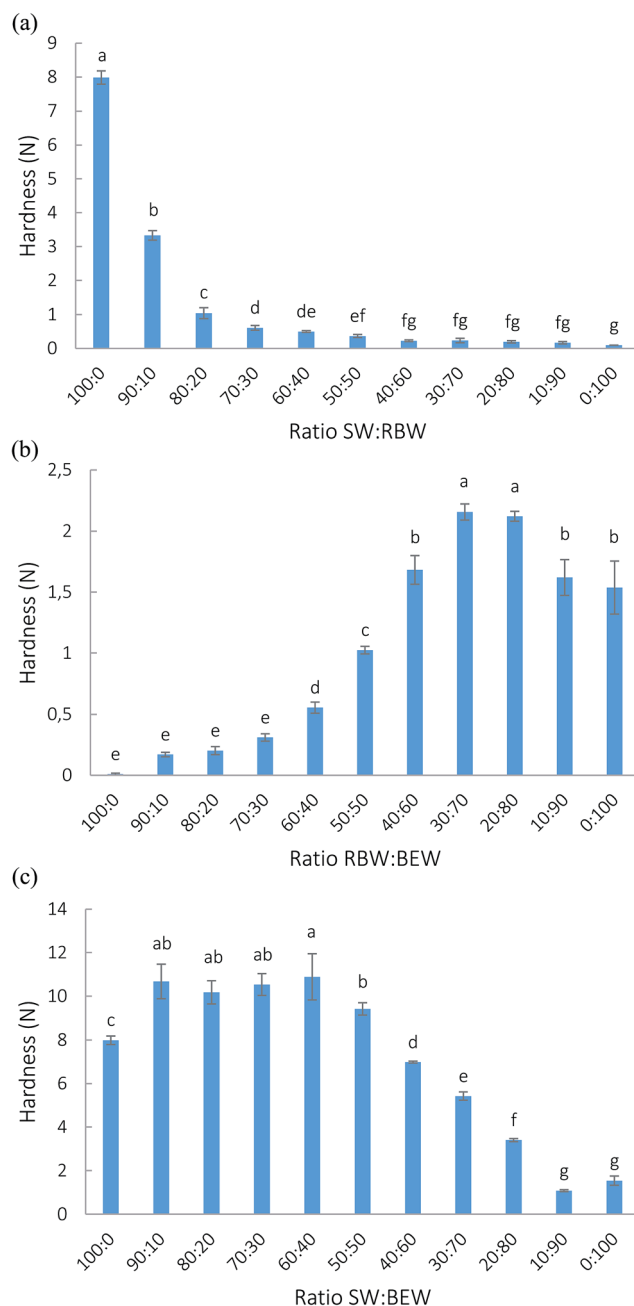 (a)
9
8
7
6
5
4
3
2
1
0
Hardness (N)
a
b
c
d
de
ef
fg
fg
fg
fg
g
100:0
90:10
80:20
70:30
60:40
50:50
40:60
30:70
20:80
10:90
0:100
Ratio SW:RBW
(b)
2,5
2
1,5
1
0,5
0
Hardness (N)
e
e
e
e
d
c
b
a
a
b
b
100:0
90:10
80:20
70:30
60:40
50:50
40:60
30:70
20:80
10:90
0:100
Ratio RBW:BEW
(c)
14
12
10
8
6
4
2
0
Hardness (N)
c
ab
ab
ab
a
b
d
e
f
g
g
100:0
90:10
80:20
70:30
60:40
50:50
40:60
30:70
20:80
10:90
0:100
Ratio SW:BEW